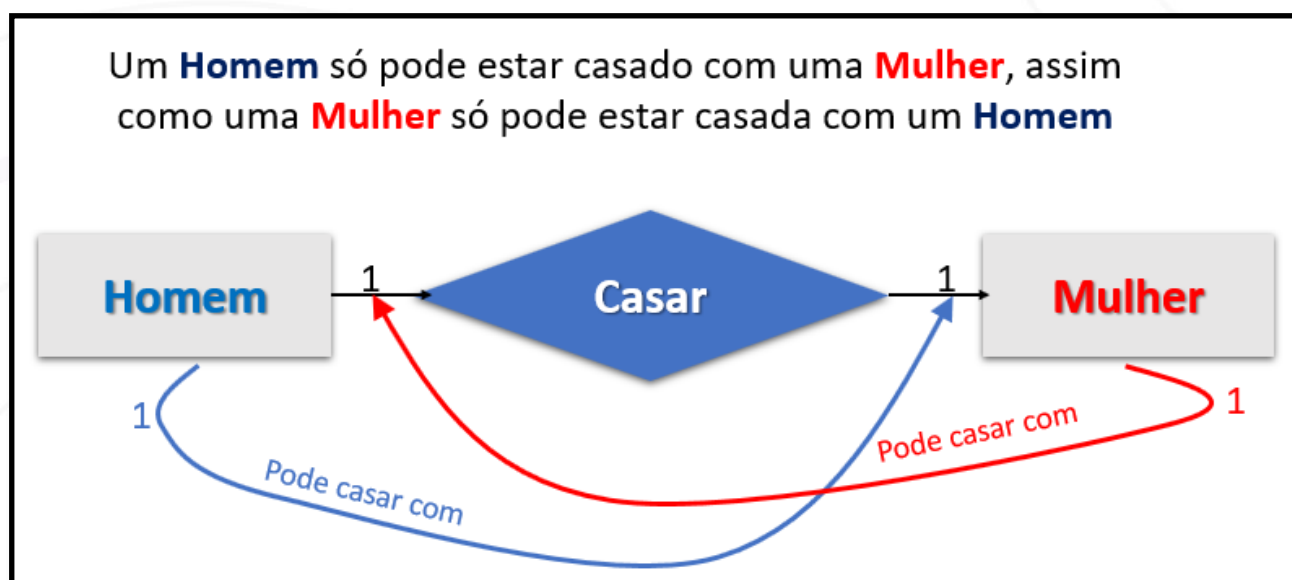 Um Homem só pode estar casado com uma Mulher, assim
como uma Mulher só pode estar casada com um Homem
Homem
1
Casar
1
Mulher
1
Pode casar com
Pode casar com
1